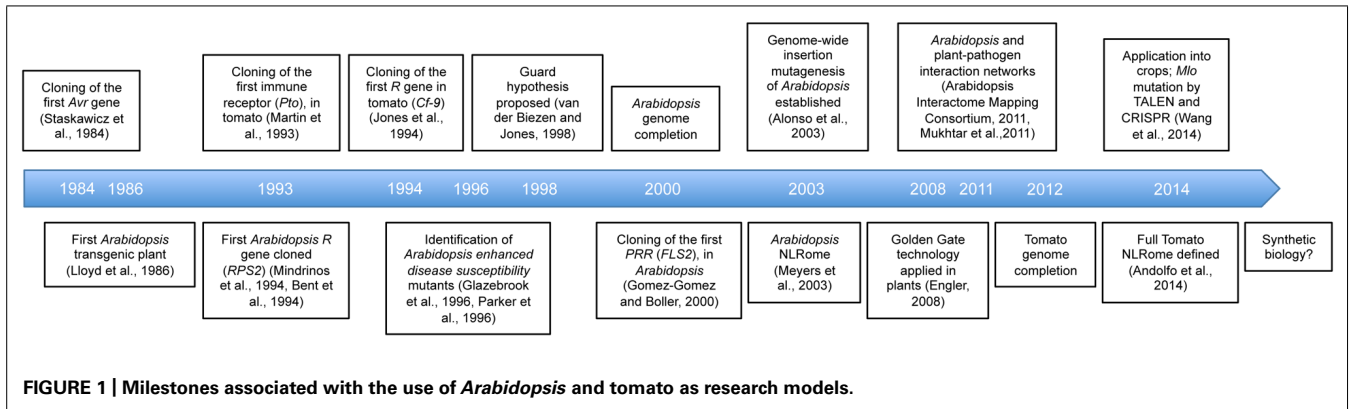 Cloning of the
first Avr gene
(Staskawicz et
al., 1984)
Cloning of the
first immune
receptor (Pto), in
tomato (Martin et
al., 1993)
Cloning of the
first R gene in
tomato (Cf-9)
(Jones et al.,
1994)
Guard
hypothesis
proposed (van
der Biezen and
Jones, 1998)
Arabidopsis
genome
completion
Genome-wide
insertion
mutagenesis
of Arabidopsis
established
(Alonso et al.,
2003)
Arabidopsis and
plant-pathogen
interaction networks
(Arabidopsis
Interactome Mapping
Consortium, 2011,
Mukhtar et al.,2011)
Application into
crops; Mlo
mutation by
TALEN and
CRISPR (Wang
et al., 2014)
1984 1986 1993 1994 1996 1998 2000 2003 2008 2011 2012 2014
First Arabidopsis
transgenic plant
(Lloyd et al., 1986)
First Arabidopsis R
gene cloned
(RPS2) (Mindrinos
et al., 1994, Bent et
al., 1994)
Identification of
Arabidopsis enhanced
disease susceptibility
mutants (Glazebrook
et al., 1996, Parker et
al., 1996)
Cloning of the first
PRR (FLS2), in
Arabidopsis
(Gomez-Gomez
and Boller, 2000)
Arabidopsis
NLRome
(Meyers et
al., 2003)
Golden Gate
technology
applied in
plants (Engler,
2008)
Tomato
genome
completion
Full Tomato
NLRome defined
(Andolfo et al.,
2014)
Synthetic
biology?
FIGURE 1 | Milestones associated with the use of Arabidopsis and tomato as research models.